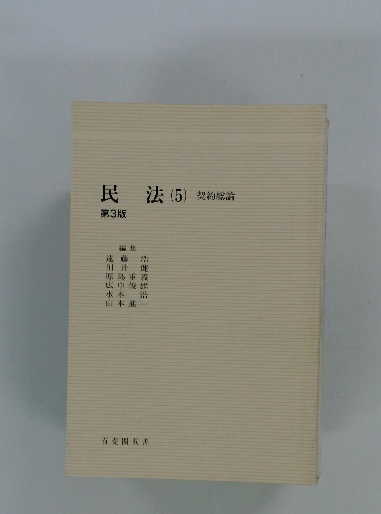 民法(5) 契約総論
第3版
編集
遠藤 浩
川井 健
原島重義
広中俊雄
水本 浩
山本進一
有斐閣双書